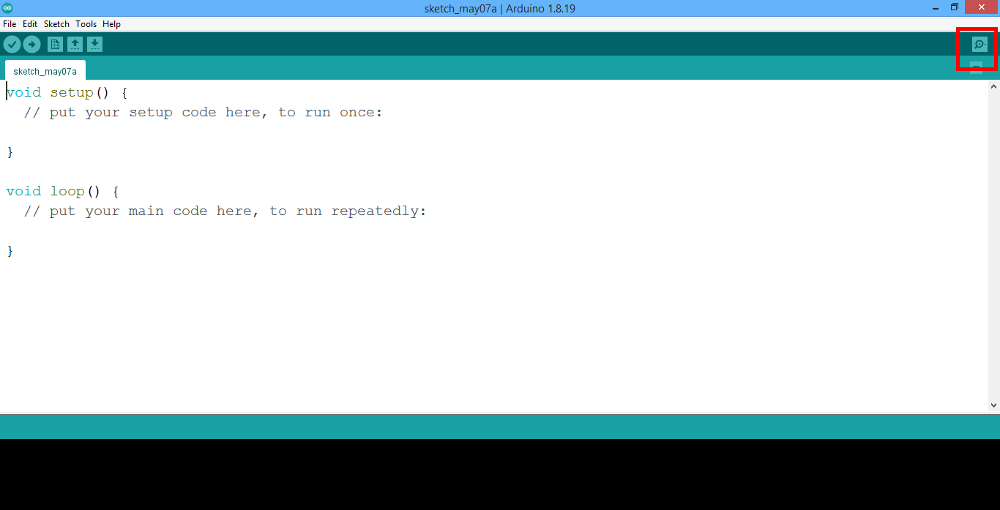 sketch_may07a | Arduino 1.8.19
File Edit Sketch Tools Help
sketch_may07a
void setup() {
  // put your setup code here, to run once:
}
void loop() {
  // put your main code here, to run repeatedly:
}